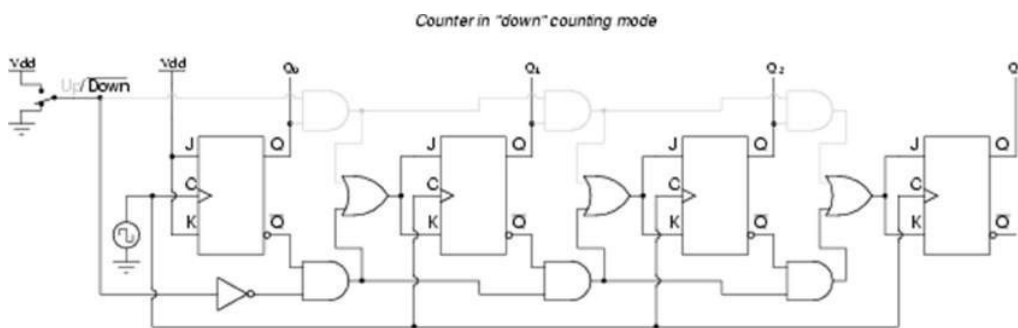 Counter in "down" counting mode
Vdd Vdd Q0 Q1 Q2 Q
Up/Down
J Q J Q J Q J Q
C C C C
K Q K Q K Q K Q